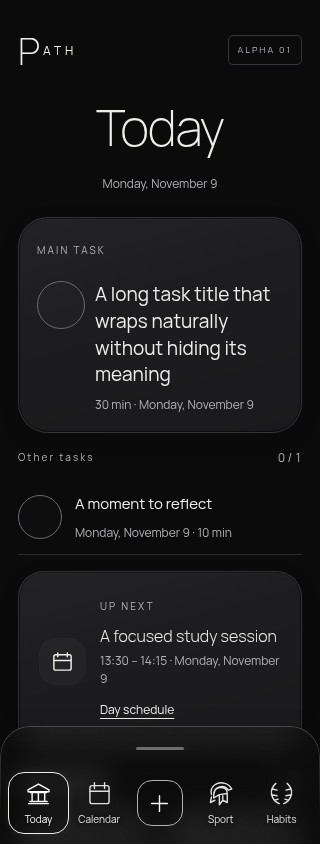 PATH
ALPHA 01
Today
Monday, November 9
MAIN TASK
A long task title that
wraps naturally
without hiding its
meaning
30 min · Monday, November 9
Other tasks
0 / 1
A moment to reflect
Monday, November 9 · 10 min
UP NEXT
A focused study session
13:30 – 14:15 · Monday, November
9
Day schedule
Today
Calendar
Sport
Habits